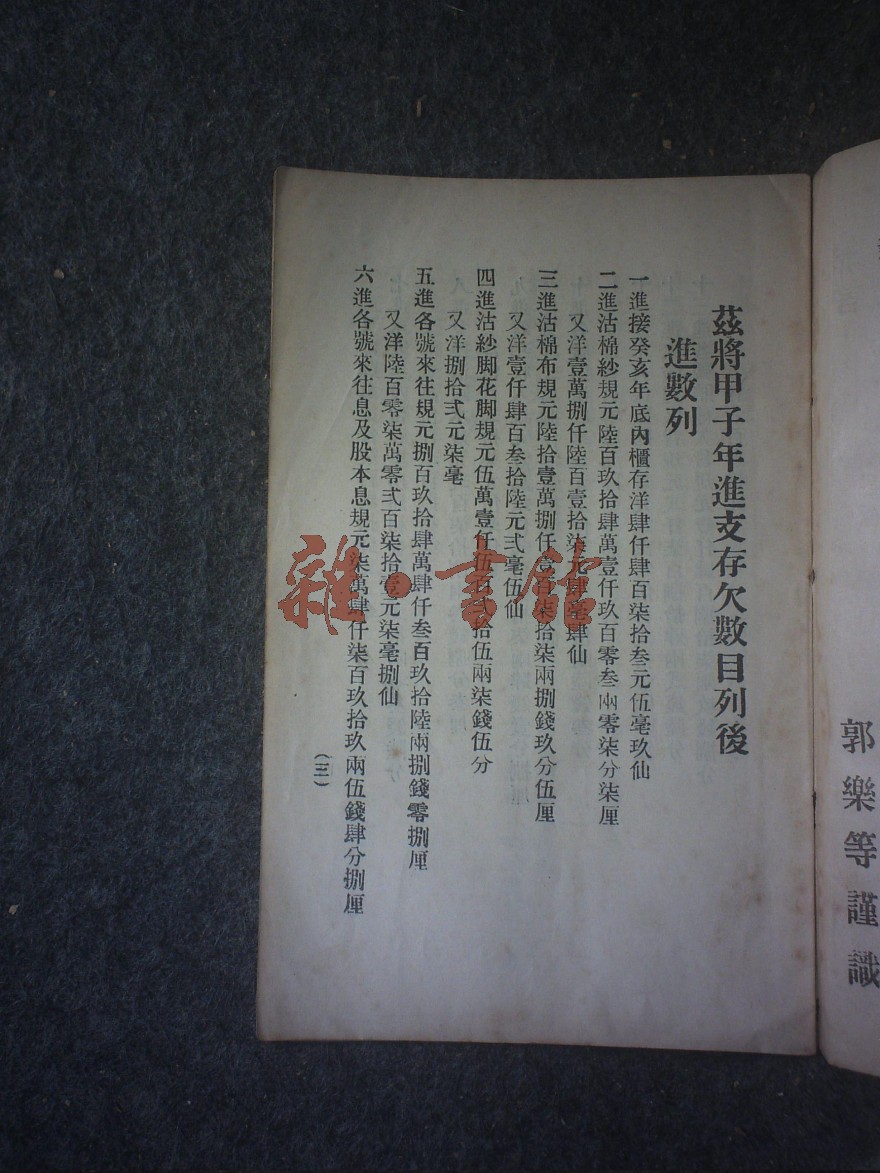 郭樂等謹識
茲將甲子年進支存欠數目列後
進數列
一進接癸亥年底內櫃存洋肆仟肆百柒拾叁元伍毫玖仙
二進沽棉紗規元陸百玖拾肆萬壹仟玖百零叁兩零柒分柒厘
又洋壹萬捌仟陸百壹拾柒元肆毫肆仙
三進沽棉布規元陸拾壹萬捌仟百柒拾柒兩捌錢玖分伍厘
又洋壹仟肆百叁拾陸元弍毫伍仙
四進沽紗脚花脚規元伍萬壹仟伍百拾伍兩柒錢伍分
又洋捌拾弍元柒毫
五進各號來往規元捌百玖拾肆萬肆仟叁百玖拾陸兩捌錢零捌厘
又洋陸百零柒萬零弍百柒拾壹元柒毫捌仙
六進各號來往息及股本息規元柒萬肆仟柒百玖拾玖兩伍錢肆分捌厘
（三）
雜·書館